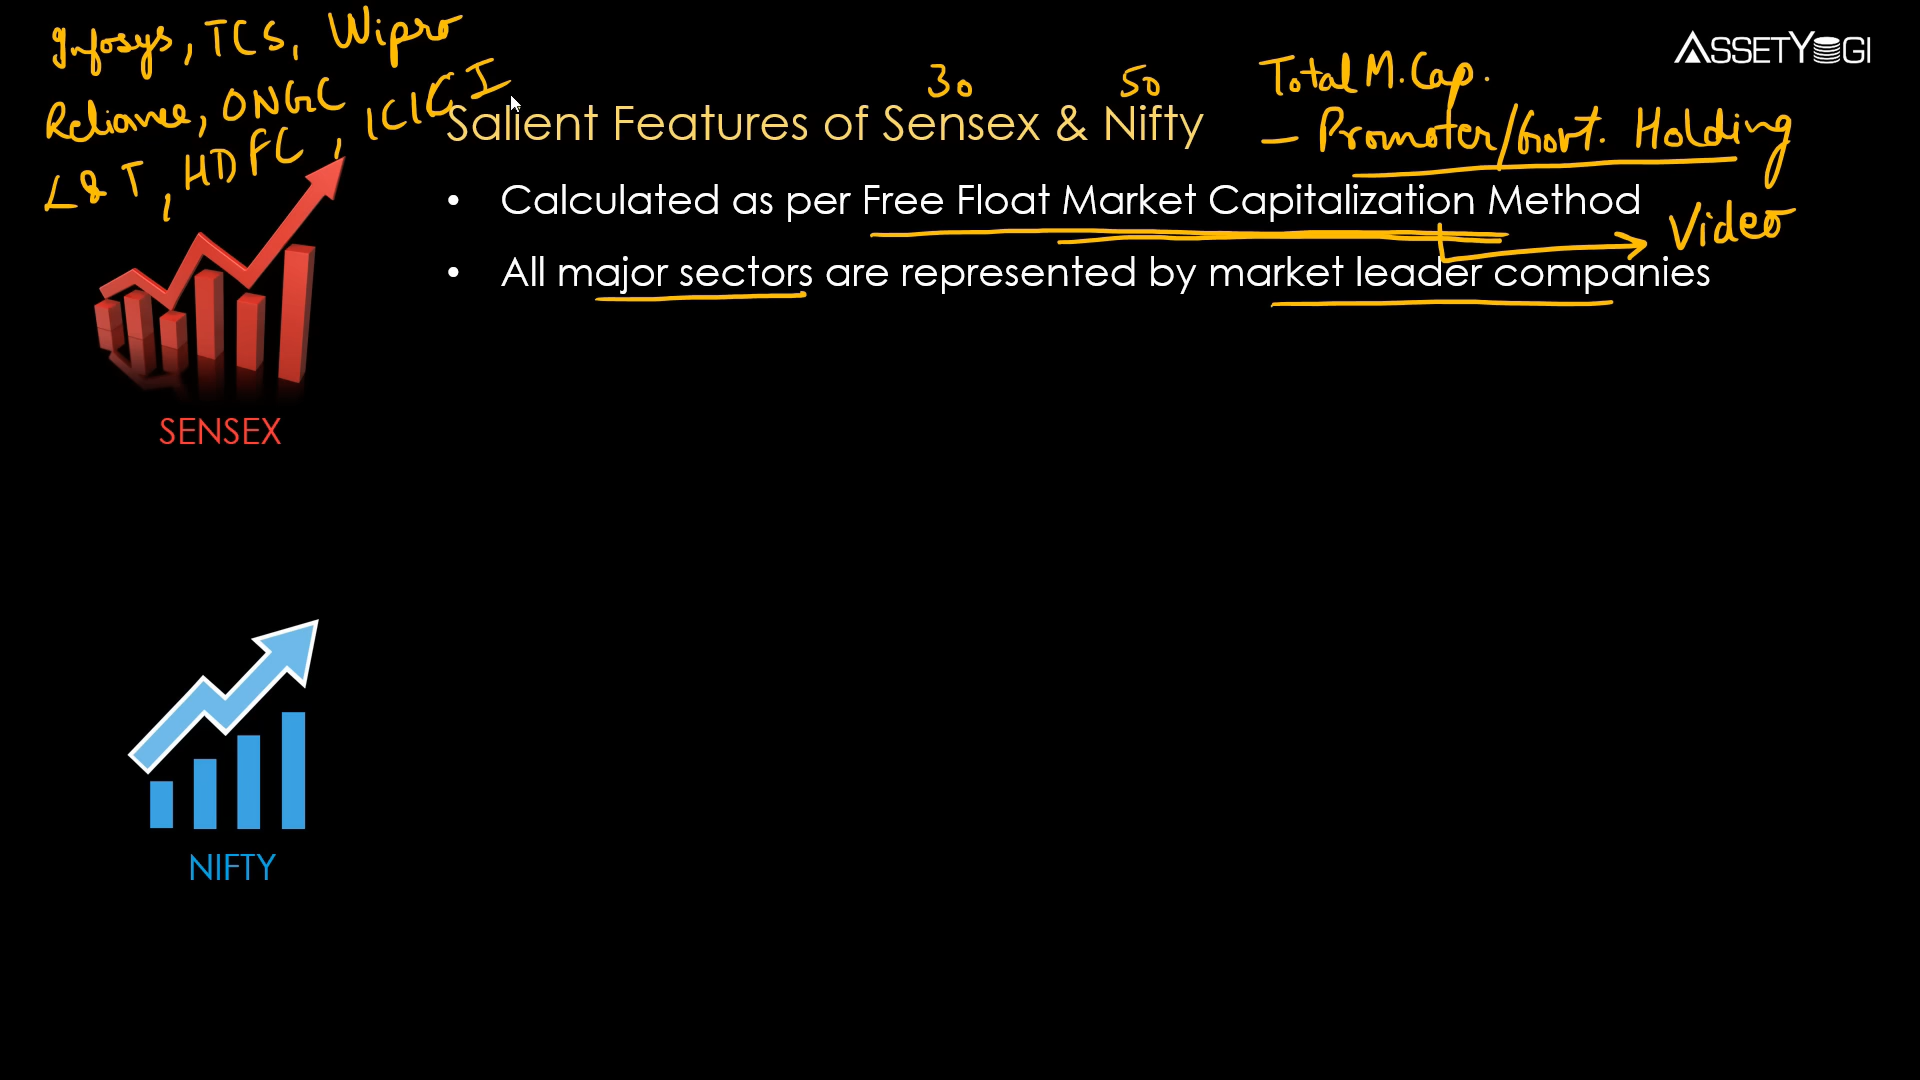 Infosys, TCS, Wipro
Reliance, ONGC
L&T, HDFC, ICICI
ASSETYOGI
30 50
Salient Features of Sensex & Nifty
Total M. Cap.
– Promoter/Govt. Holding
• Calculated as per Free Float Market Capitalization Method
Video
• All major sectors are represented by market leader companies
SENSEX
NIFTY